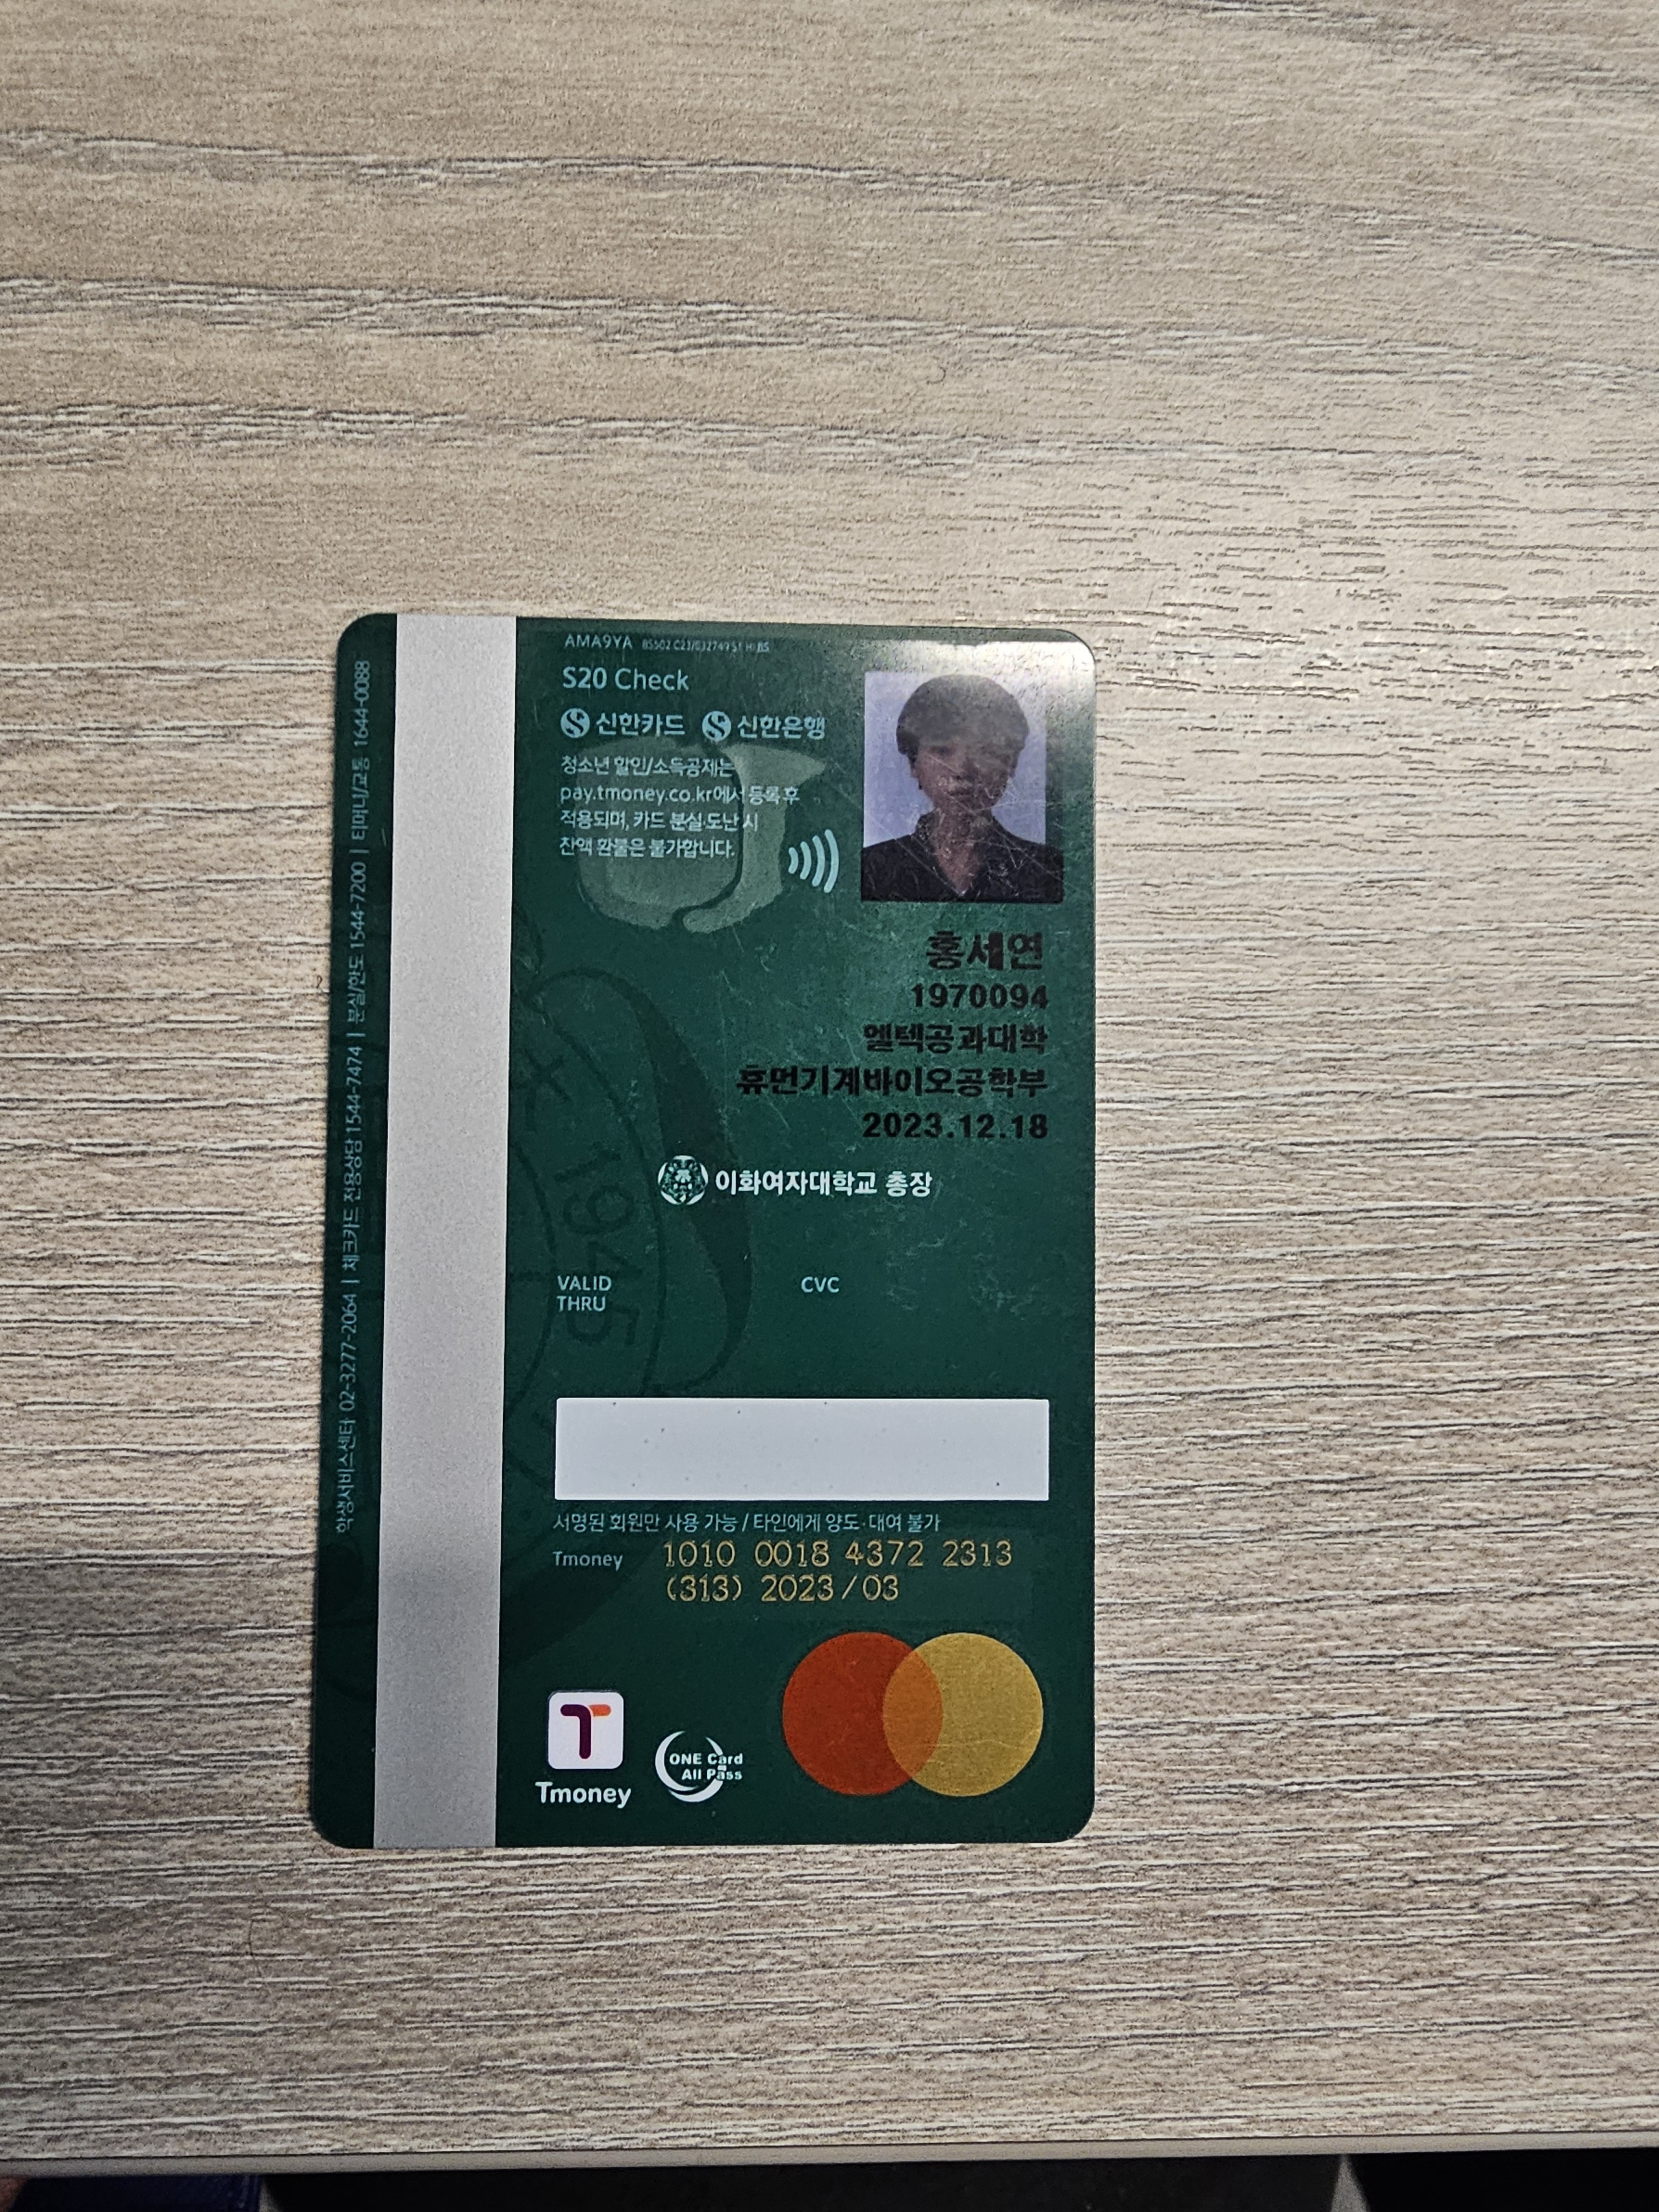 AMA9YA
S20 Check
신한카드 신한은행
청소년 할인/소득공제는
pay.tmoney.co.kr에서 등록 후
적용되며, 카드 분실·도난 시
잔액 환불은 불가합니다.
홍세연
1970094
엘텍공과대학
휴먼기계바이오공학부
2023.12.18
이화여자대학교 총장
1945
VALID
THRU
CVC
서명된 회원만 사용 가능 / 타인에게 양도·대여 불가
Tmoney 1010 0018 4372 2313
(313) 2023/03
Tmoney
ONE Card
All Pass
학생서비스센터 02-3277-2064 | 체크카드 전용상담 1544-7474 | 분실/한도 1544-7200 | 티머니/교통 1644-0088